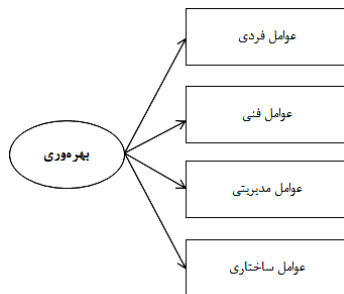 عوامل فردی
عوامل فنی
بهره‌وری
عوامل مدیریتی
عوامل ساختاری